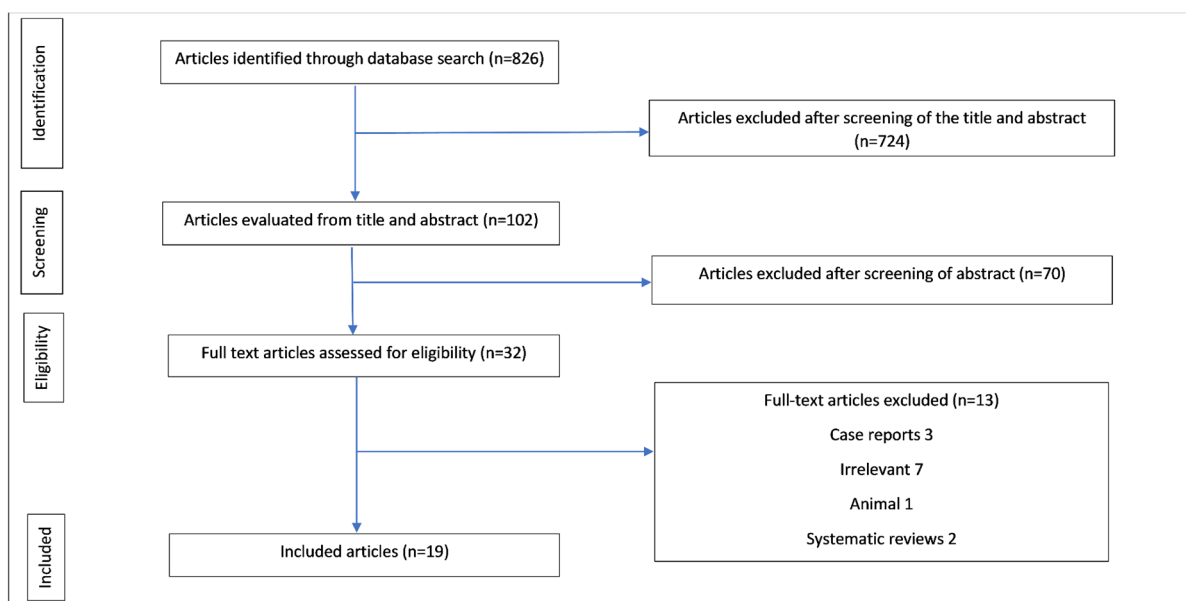 Identification
Articles identified through database search (n=826)
Articles excluded after screening of the title and abstract
(n=724)
Screening
Articles evaluated from title and abstract (n=102)
Articles excluded after screening of abstract (n=70)
Eligibility
Full text articles assessed for eligibility (n=32)
Full-text articles excluded (n=13)
Case reports 3
Irrelevant 7
Animal 1
Systematic reviews 2
Included
Included articles (n=19)